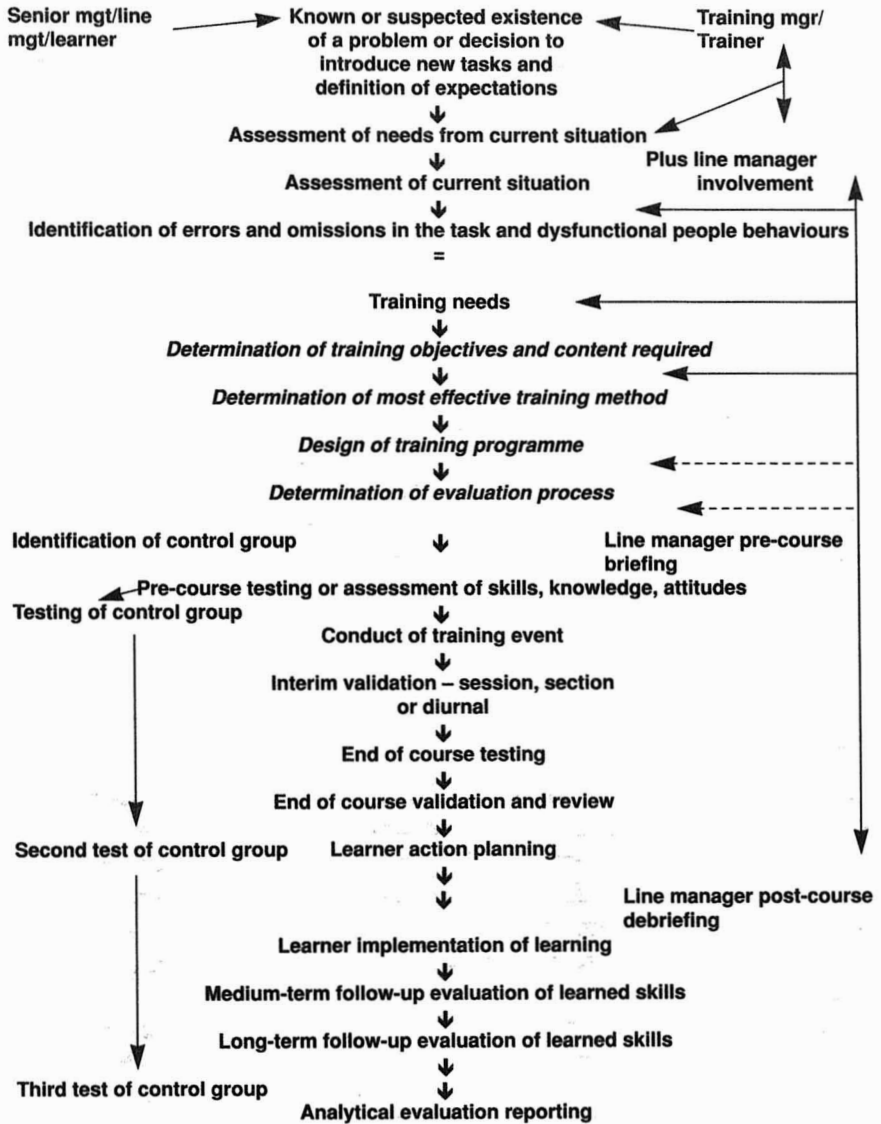 Senior mgt/line
mgt/learner
Known or suspected existence
of a problem or decision to
introduce new tasks and
definition of expectations
Training mgr/
Trainer
Assessment of needs from current situation
Plus line manager
involvement
Assessment of current situation
Identification of errors and omissions in the task and dysfunctional people behaviours
=
Training needs
Determination of training objectives and content required
Determination of most effective training method
Design of training programme
Determination of evaluation process
Identification of control group
Line manager pre-course
briefing
Pre-course testing or assessment of skills, knowledge, attitudes
Testing of control group
Conduct of training event
Interim validation – session, section
or diurnal
End of course testing
End of course validation and review
Second test of control group
Learner action planning
Line manager post-course
debriefing
Learner implementation of learning
Medium-term follow-up evaluation of learned skills
Long-term follow-up evaluation of learned skills
Third test of control group
Analytical evaluation reporting